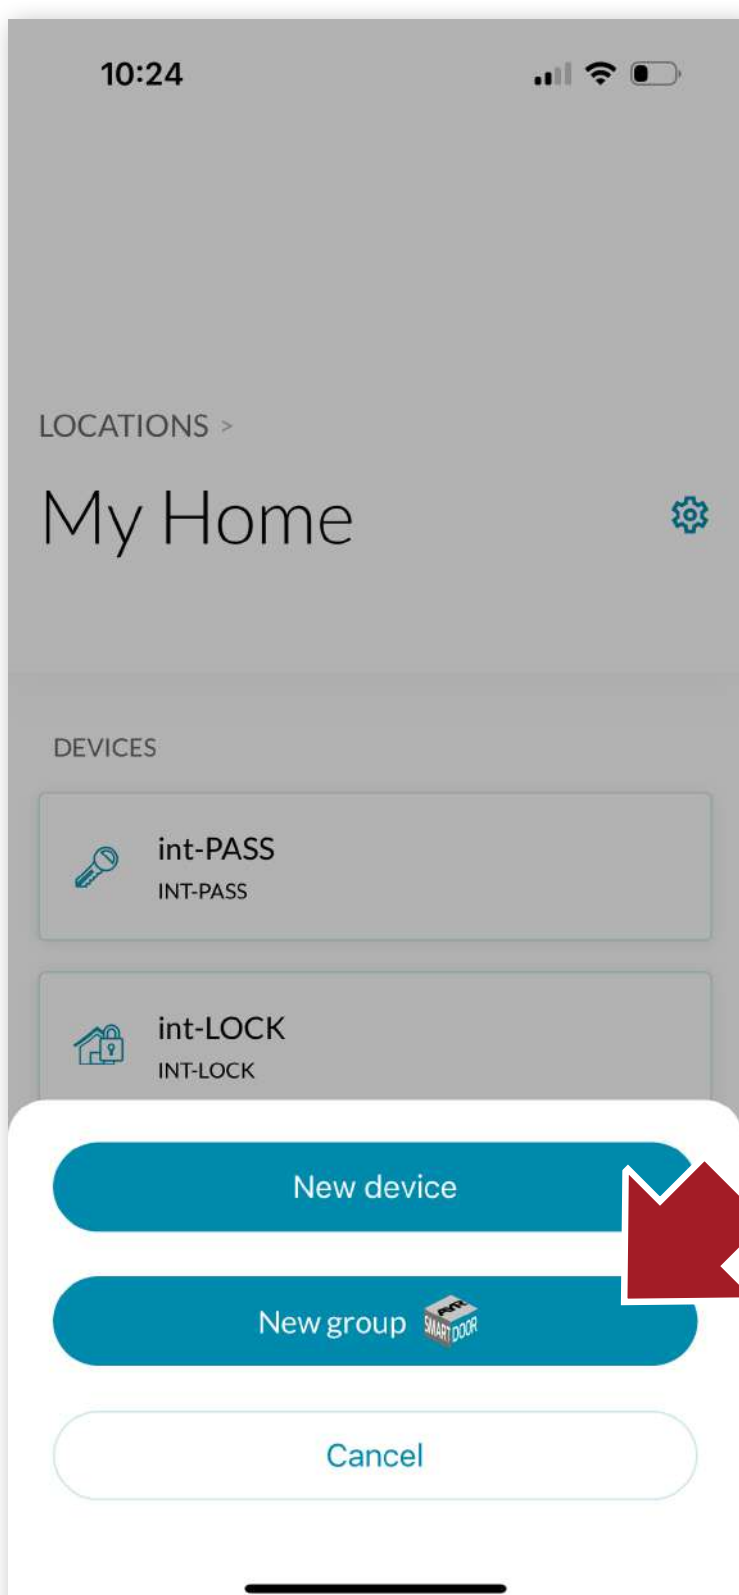 10:24
LOCATIONS >
My Home
DEVICES
int-PASS
INT-PASS
int-LOCK
INT-LOCK
New device
New group
AYR
SMART DOOR
Cancel